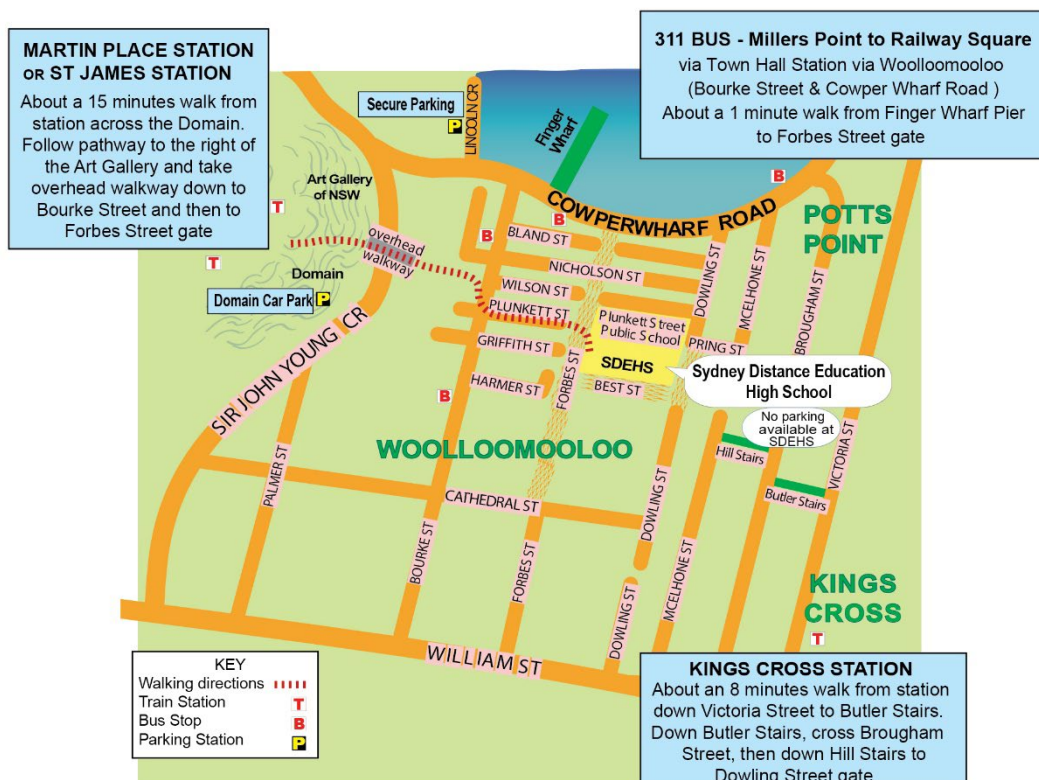 MARTIN PLACE STATION
OR ST JAMES STATION
About a 15 minutes walk from
station across the Domain.
Follow pathway to the right of
the Art Gallery and take
overhead walkway down to
Bourke Street and then to
Forbes Street gate
311 BUS - Millers Point to Railway Square
via Town Hall Station via Woolloomooloo
(Bourke Street & Cowper Wharf Road )
About a 1 minute walk from Finger Wharf Pier
to Forbes Street gate
Secure Parking
P
LINCOLN CR
Finger
Wharf
Art Gallery
of NSW
T
T
B
B
B
COWPERWHARF ROAD
POTTS
POINT
overhead
walkway
BLAND ST
NICHOLSON ST
WILSON ST
PLUNKETT ST
Domain
Domain Car Park
P
DOWLING ST
MCELHONE ST
BROUGHAM ST
Plunkett Street
Public School
GRIFFITH ST
PRING ST
SIR JOHN YOUNG CR
FORBES ST
SDEHS
Sydney Distance Education
High School
HARMER ST
BEST ST
B
No parking
available at
SDEHS
WOOLLOOMOOLOO
Hill Stairs
VICTORIA ST
PALMER ST
CATHEDRAL ST
Butler Stairs
DOWLING ST
BOURKE ST
FORBES ST
MCELHONE ST
DOWLING ST
KINGS
CROSS
T
WILLIAM ST
KEY
Walking directions
Train Station T
Bus Stop B
Parking Station P
KINGS CROSS STATION
About an 8 minutes walk from station
down Victoria Street to Butler Stairs.
Down Butler Stairs, cross Brougham
Street, then down Hill Stairs to
Dowling Street gate